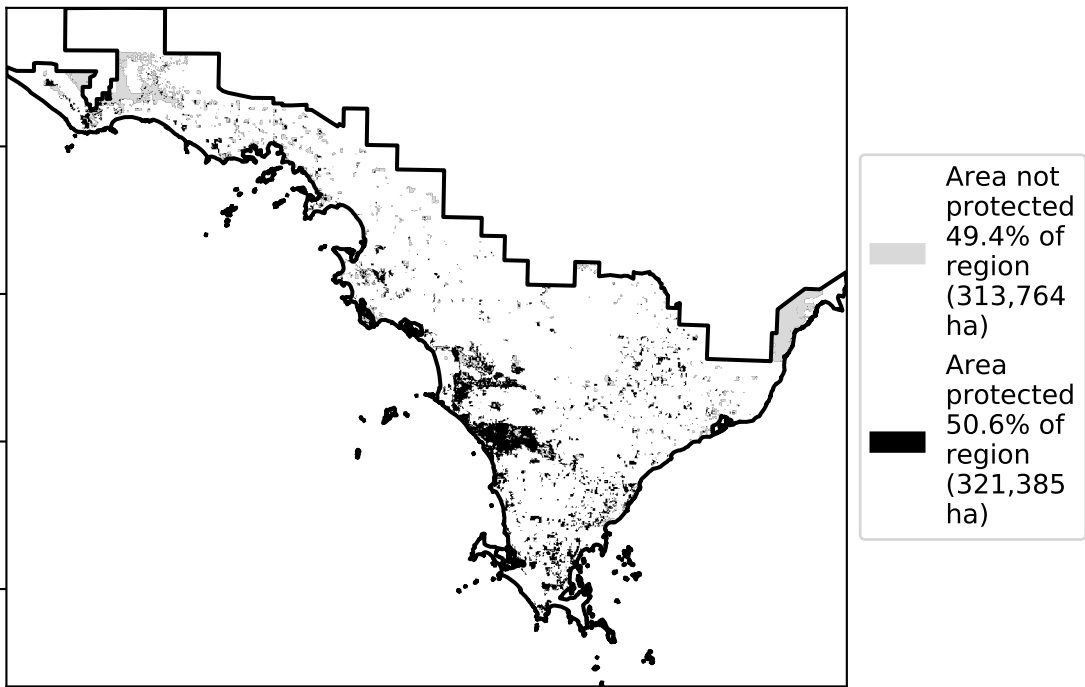 Area not
protected
49.4% of
region
(313,764
ha)
Area
protected
50.6% of
region
(321,385
ha)